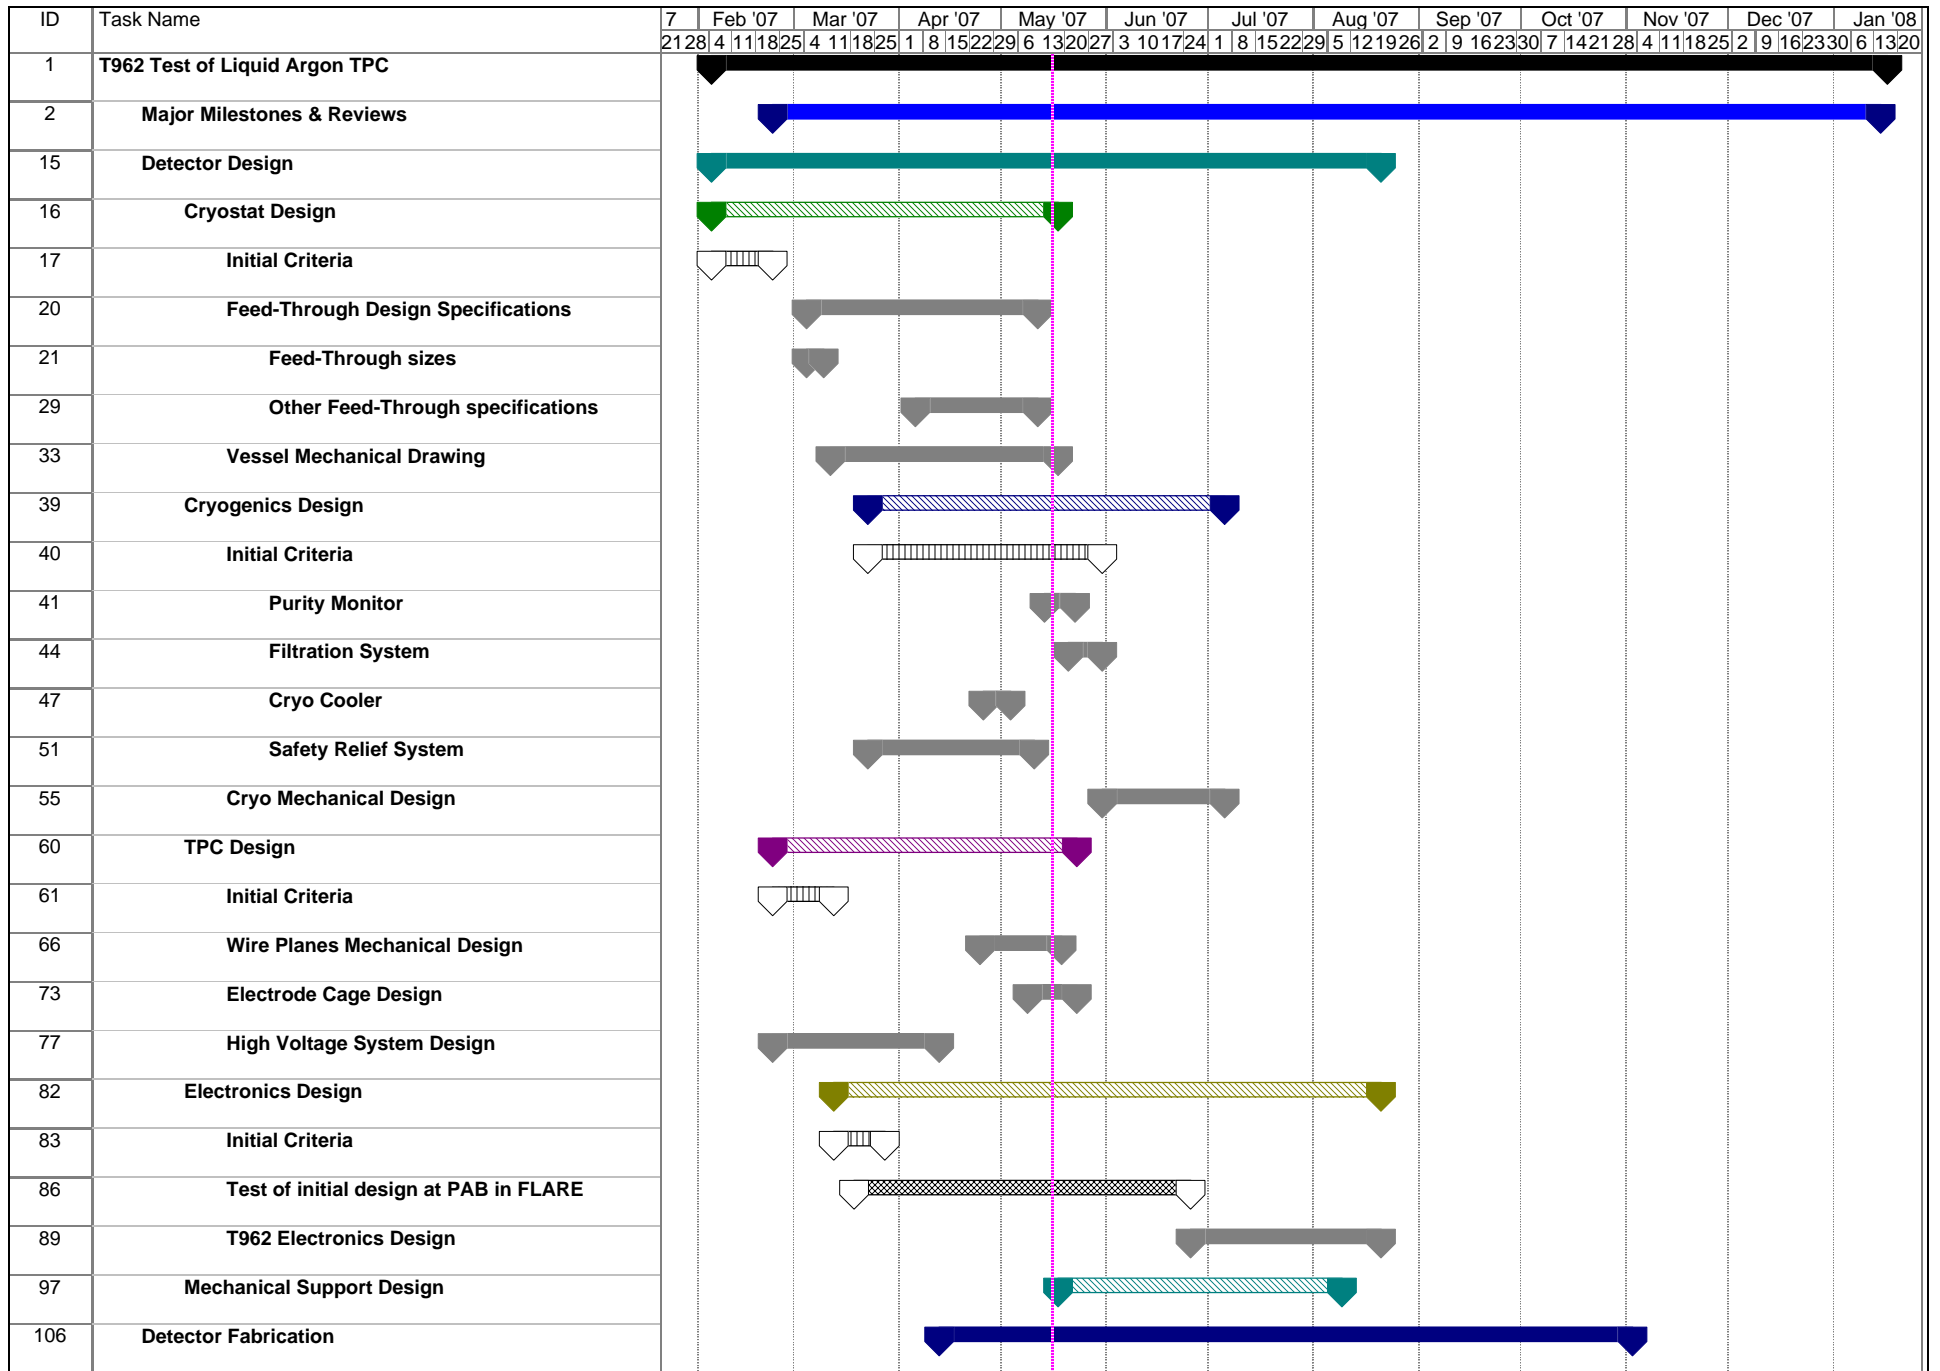 ID Task Name 7 Feb '07 Mar '07 Apr '07 May '07 Jun '07 Jul '07 Aug '07 Sep '07 Oct '07 Nov '07 Dec '07 Jan '08
21 28 4 11 18 25 4 11 18 25 1 8 15 22 29 6 13 20 27 3 10 17 24 1 8 15 22 29 5 12 19 26 2 9 16 23 30 7 14 21 28 4 11 18 25 2 9 16 23 30 6 13 20
1 T962 Test of Liquid Argon TPC
2 Major Milestones & Reviews
15 Detector Design
16 Cryostat Design
17 Initial Criteria
20 Feed-Through Design Specifications
21 Feed-Through sizes
29 Other Feed-Through specifications
33 Vessel Mechanical Drawing
39 Cryogenics Design
40 Initial Criteria
41 Purity Monitor
44 Filtration System
47 Cryo Cooler
51 Safety Relief System
55 Cryo Mechanical Design
60 TPC Design
61 Initial Criteria
66 Wire Planes Mechanical Design
73 Electrode Cage Design
77 High Voltage System Design
82 Electronics Design
83 Initial Criteria
86 Test of initial design at PAB in FLARE
89 T962 Electronics Design
97 Mechanical Support Design
106 Detector Fabrication